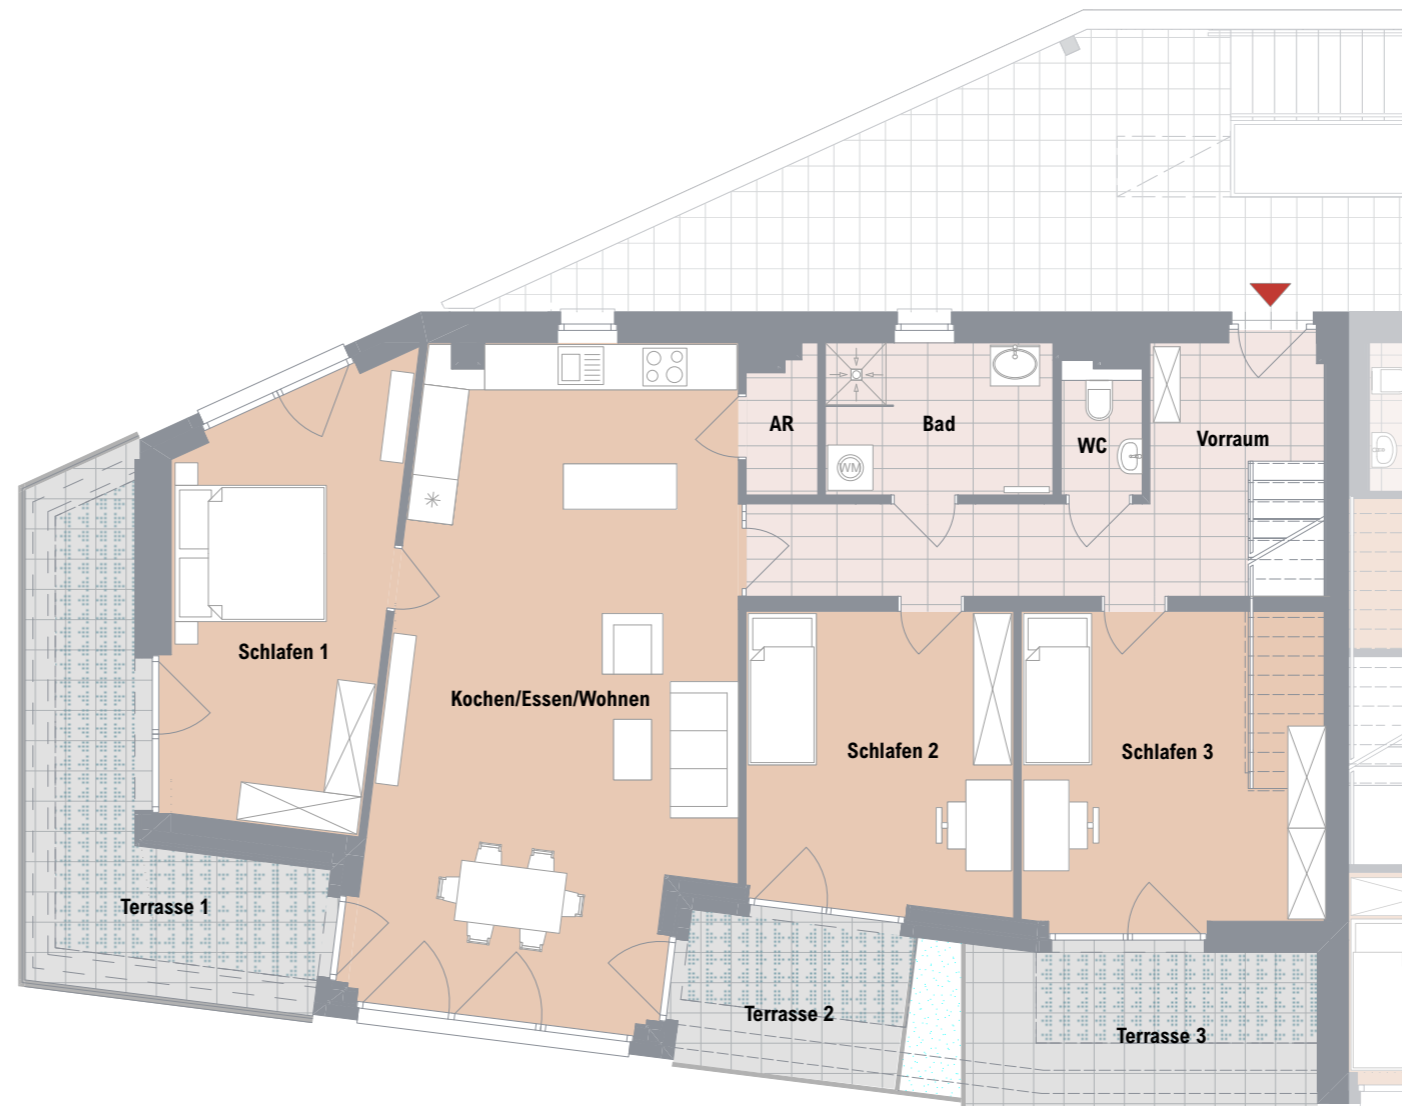 AR
Bad
WC
Vorraum
WM
Schlafen 1
Kochen/Essen/Wohnen
Schlafen 2
Schlafen 3
Terrasse 1
Terrasse 2
Terrasse 3